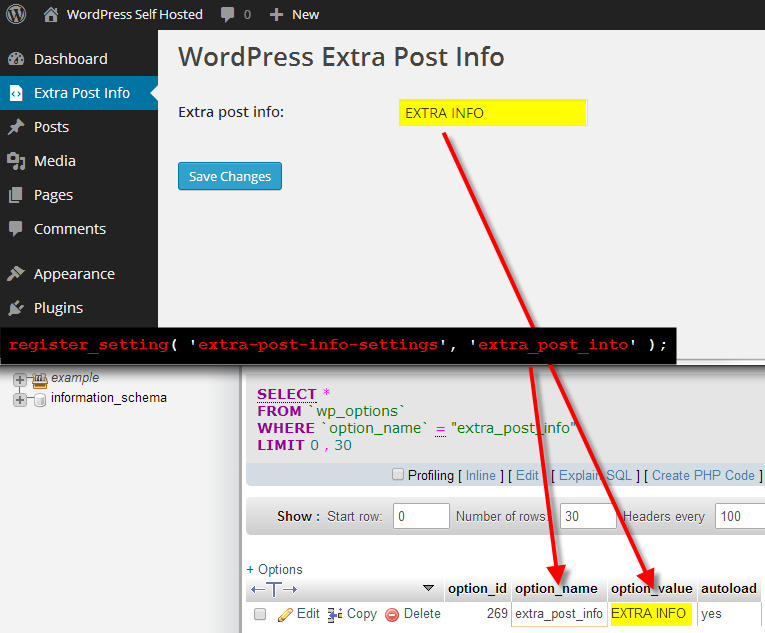 WordPress Self Hosted 0 New
Dashboard
Extra Post Info
Posts
Media
Pages
Comments
Appearance
Plugins
WordPress Extra Post Info
Extra post info: EXTRA INFO
Save Changes
register_setting( 'extra-post-info-settings', 'extra_post_into' );
example
information_schema
SELECT *
FROM `wp_options`
WHERE `option_name` = "extra_post_info"
LIMIT 0 , 30
Profiling [ Inline ] [ Edit ] [ Explain SQL ] [ Create PHP Code ]
Show : Start row: 0 Number of rows: 30 Headers every 100
+ Options
←T→ option_id option_name option_value autoload
Edit Copy Delete 269 extra_post_info EXTRA INFO yes